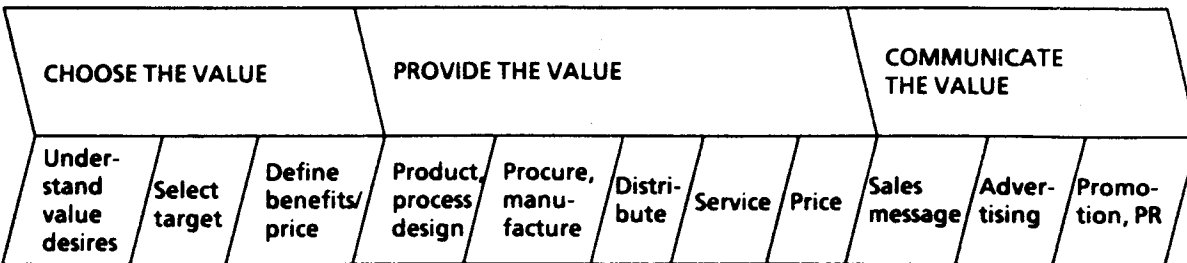 CHOOSE THE VALUE
PROVIDE THE VALUE
COMMUNICATE
THE VALUE
Under-
stand
value
desires
Select
target
Define
benefits/
price
Product,
process
design
Procure,
manu-
facture
Distri-
bute
Service
Price
Sales
message
Adver-
tising
Promo-
tion, PR